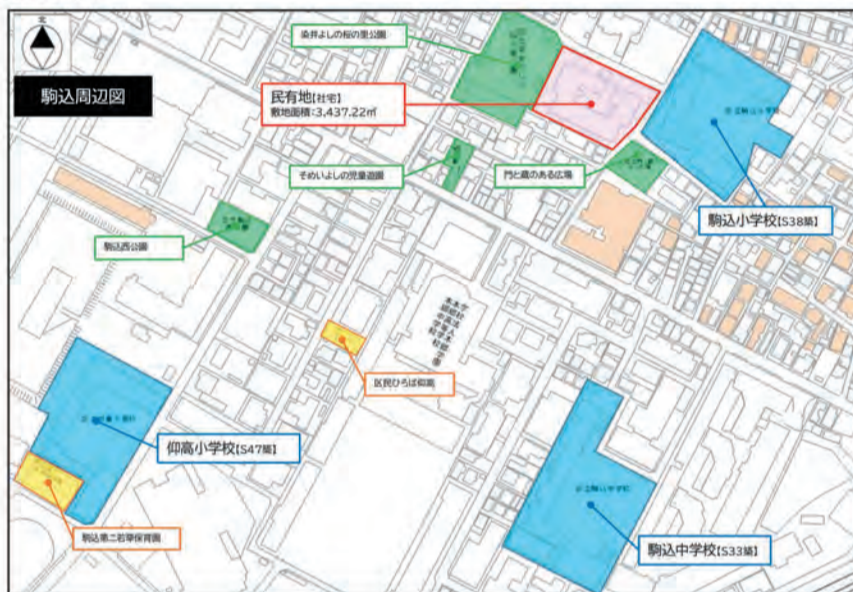 北
駒込周辺図
染井よしの桜の里公園
民有地【社宅】
敷地面積:3,437.22㎡
そめいよしの児童遊園
門と蔵のある広場
駒込小学校【S38築】
駒込西公園
区民ひろば仰高
仰高小学校【S47築】
駒込第二若草保育園
駒込中学校【S33築】